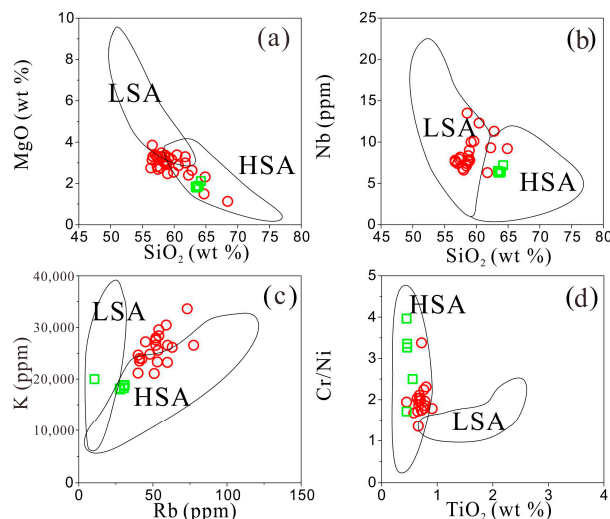 (a)
MgO (wt %)
10
8
6
4
2
0
LSA
HSA
45 50 55 60 65 70 75 80
SiO₂ (wt %)
(b)
Nb (ppm)
25
20
15
10
5
0
LSA
HSA
45 50 55 60 65 70 75 80
SiO₂ (wt %)
(c)
K (ppm)
40,000
30,000
20,000
10,000
0
LSA
HSA
0 50 100 150
Rb (ppm)
(d)
Cr/Ni
5
4
3
2
1
0
HSA
LSA
0 2 4
TiO₂ (wt %)